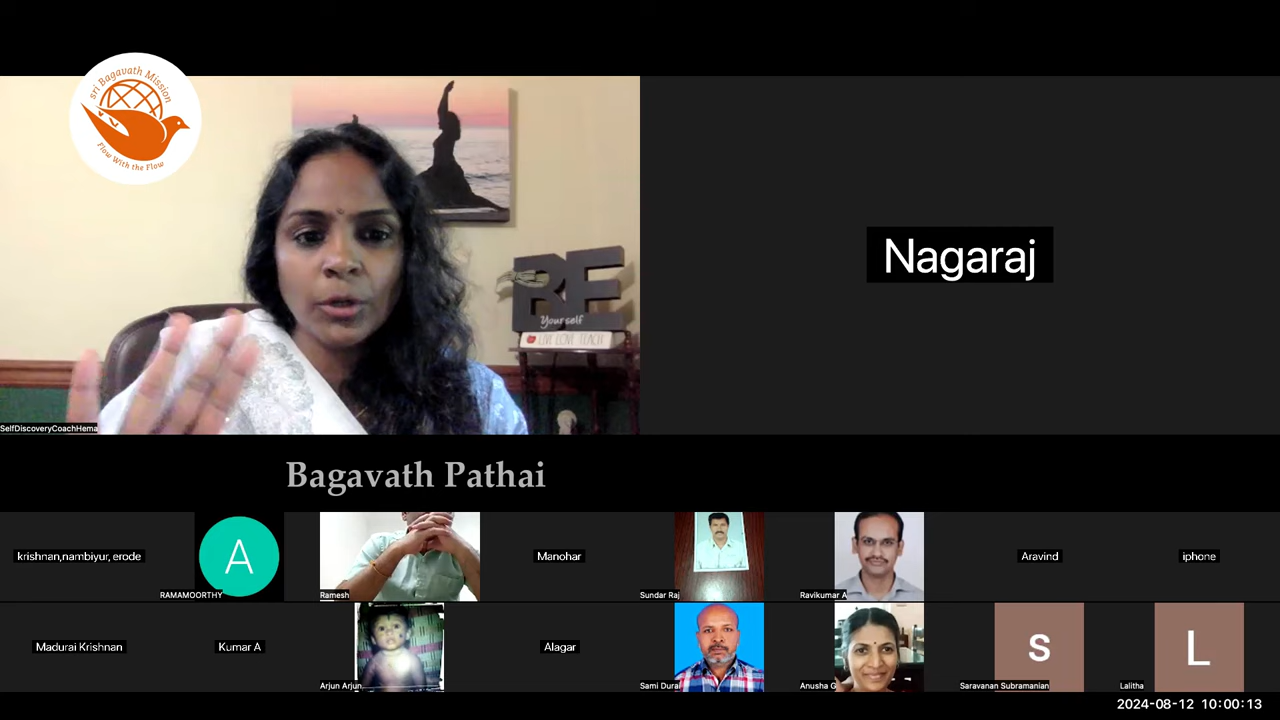 sri Bagavath Mission
Flow With the Flow
BE
Yourself
LIVE LOVE TEACH
SelfDiscoveryCoachHema
Nagaraj
Bagavath Pathai
krishnan,nambiyur, erode
A
RAMAMOORTHY
Ramesh
Manohar
Sundar Raj
Ravikumar A
Aravind
iphone
Madurai Krishnan
Kumar A
Arjun Arjun
Alagar
Sami Durai
Anusha G
S
Saravanan Subramanian
L
Lalitha
2024-08-12 10:00:13